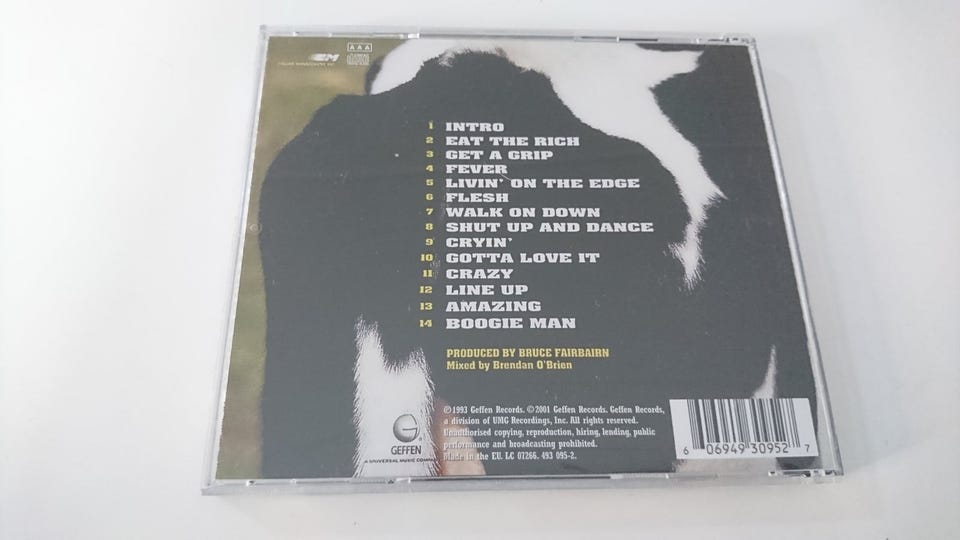 AAA
1 INTRO
2 EAT THE RICH
3 GET A GRIP
4 FEVER
5 LIVIN' ON THE EDGE
6 FLESH
7 WALK ON DOWN
8 SHUT UP AND DANCE
9 CRYIN'
10 GOTTA LOVE IT
11 CRAZY
12 LINE UP
13 AMAZING
14 BOOGIE MAN
PRODUCED BY BRUCE FAIRBAIRN
Mixed by Brendan O'Brien
℗1993 Geffen Records. ©2001 Geffen Records. Geffen Records,
a division of UMG Recordings, Inc. All rights reserved.
Unauthorised copying, reproduction, hiring, lending, public
performance and broadcasting prohibited.
Made in the EU. LC 07266. 493 095-2.
G
GEFFEN®
A UNIVERSAL MUSIC COMPANY
6 06949 30952 7